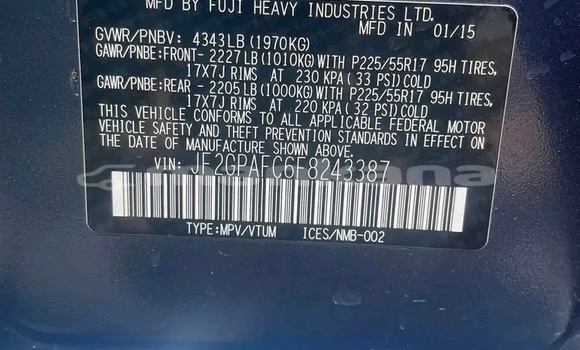 MFD BY FUJI HEAVY INDUSTRIES LTD.
GVWR/PNBV: 4343LB (1970KG) MFD IN 01/15
GAWR/PNBE:FRONT- 2227LB (1010KG)WITH P225/55R17 95H TIRES,
17X7J RIMS AT 230 KPA(33 PSI)COLD
GAWR/PNBE:REAR - 2205LB (1000KG)WITH P225/55R17 95H TIRES,
17X7J RIMS AT 220 KPA(32 PSI)COLD
THIS VEHICLE CONFORMS TO ALL APPLICABLE FEDERAL MOTOR
VEHICLE SAFETY AND THEFT PREVENTION STANDARDS IN EFFECT ON
THE DATE OF MANUFACTURE SHOWN ABOVE.
VIN: JF2GPAFC6F8243387
TYPE:MPV/VTUM ICES/NMB-002